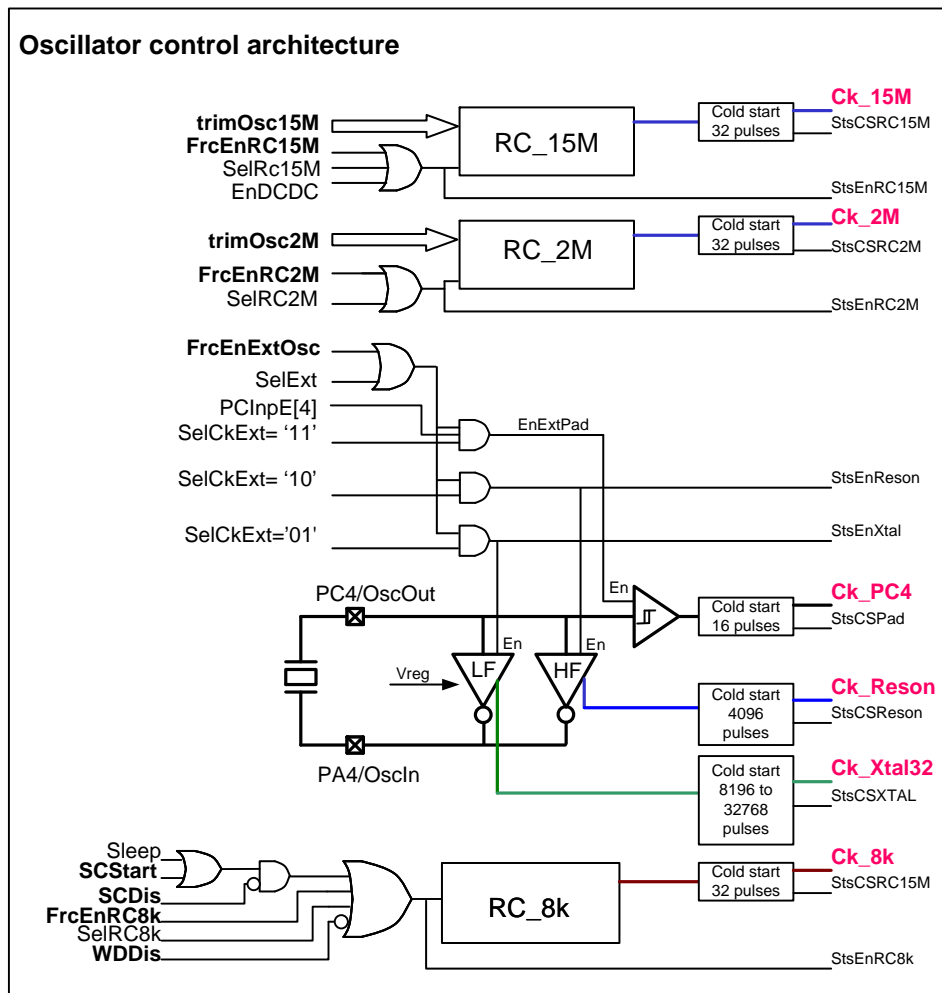 Oscillator control architecture
trimOsc15M
FrcEnRC15M
SelRc15M
EnDCDC
RC_15M
Cold start
32 pulses
Ck_15M
StsCSRC15M
StsEnRC15M
trimOsc2M
FrcEnRC2M
SelRC2M
RC_2M
Cold start
32 pulses
Ck_2M
StsCSRC2M
StsEnRC2M
FrcEnExtOsc
SelExt
PCInpE[4]
SelCkExt= '11'
EnExtPad
SelCkExt= ‘10’
StsEnReson
SelCkExt='01'
StsEnXtal
PC4/OscOut
En
En
En
LF
HF
Vreg
PA4/OscIn
Cold start
16 pulses
Ck_PC4
StsCSPad
Cold start
4096
pulses
Ck_Reson
StsCSReson
Cold start
8196 to
32768
pulses
Ck_Xtal32
StsCSXTAL
Sleep
SCStart
SCDis
FrcEnRC8k
SelRC8k
WDDis
RC_8k
Cold start
32 pulses
Ck_8k
StsCSRC15M
StsEnRC8k